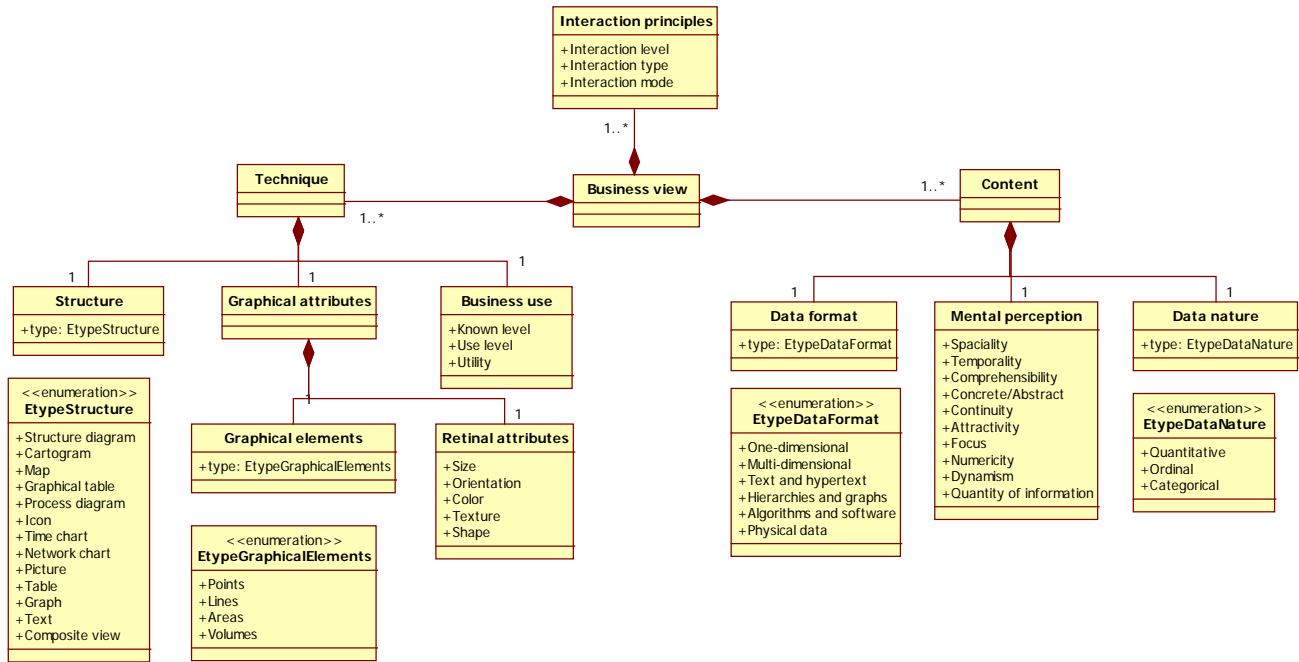 Interaction principles
+Interaction level
+Interaction type
+Interaction mode
1..*
Technique
1..*
Business view
1..*
Content
1
1
1
Structure
+type: EtypeStructure
Graphical attributes
Business use
+Known level
+Use level
+Utility
1
1
1
Data format
+type: EtypeDataFormat
Mental perception
+Spaciality
+Temporality
+Comprehensibility
+Concrete/Abstract
+Continuity
+Attractivity
+Focus
+Numericity
+Dynamism
+Quantity of information
Data nature
+type: EtypeDataNature
<<enumeration>>
EtypeStructure
+Structure diagram
+Cartogram
+Map
+Graphical table
+Process diagram
+Icon
+Time chart
+Network chart
+Picture
+Table
+Graph
+Text
+Composite view
1
1
Graphical elements
+type: EtypeGraphicalElements
Retinal attributes
+Size
+Orientation
+Color
+Texture
+Shape
<<enumeration>>
EtypeGraphicalElements
+Points
+Lines
+Areas
+Volumes
<<enumeration>>
EtypeDataFormat
+One-dimensional
+Multi-dimensional
+Text and hypertext
+Hierarchies and graphs
+Algorithms and software
+Physical data
<<enumeration>>
EtypeDataNature
+Quantitative
+Ordinal
+Categorical